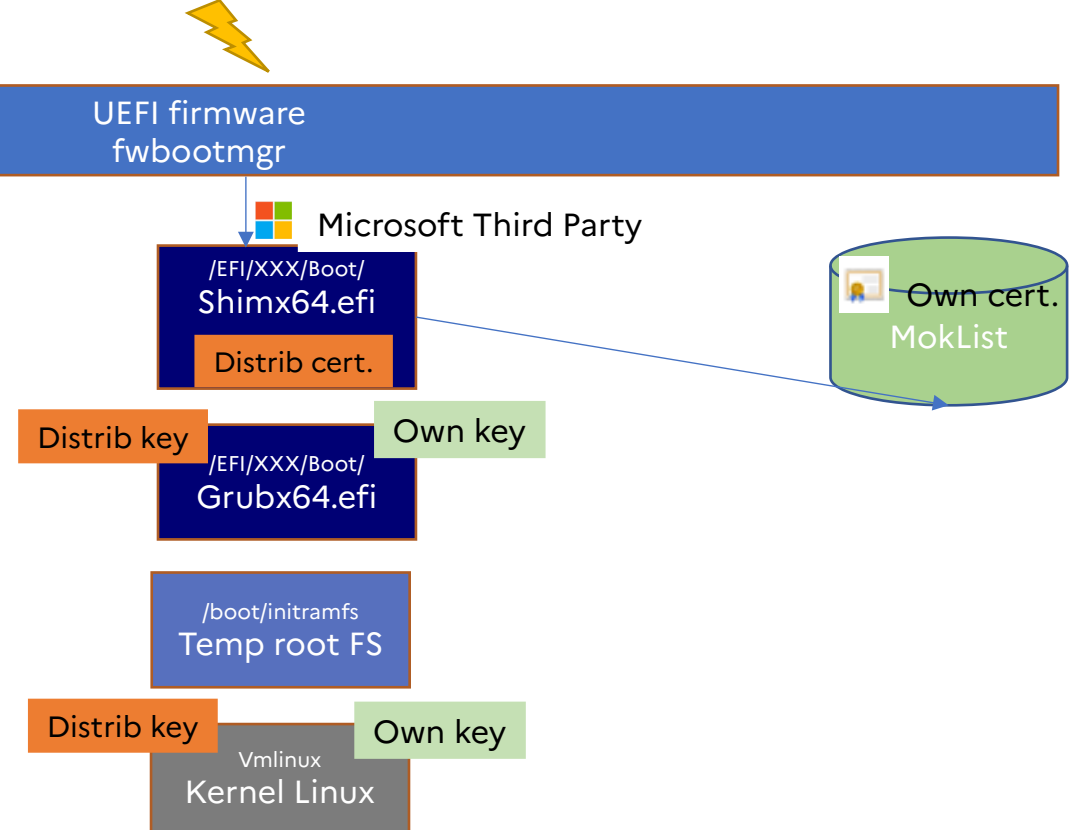 UEFI firmware
fwbootmgr
Microsoft Third Party
/EFI/XXX/Boot/
Shimx64.efi
Distrib cert.
Own cert.
MokList
Distrib key
Own key
/EFI/XXX/Boot/
Grubx64.efi
/boot/initramfs
Temp root FS
Distrib key
Own key
Vmlinux
Kernel Linux